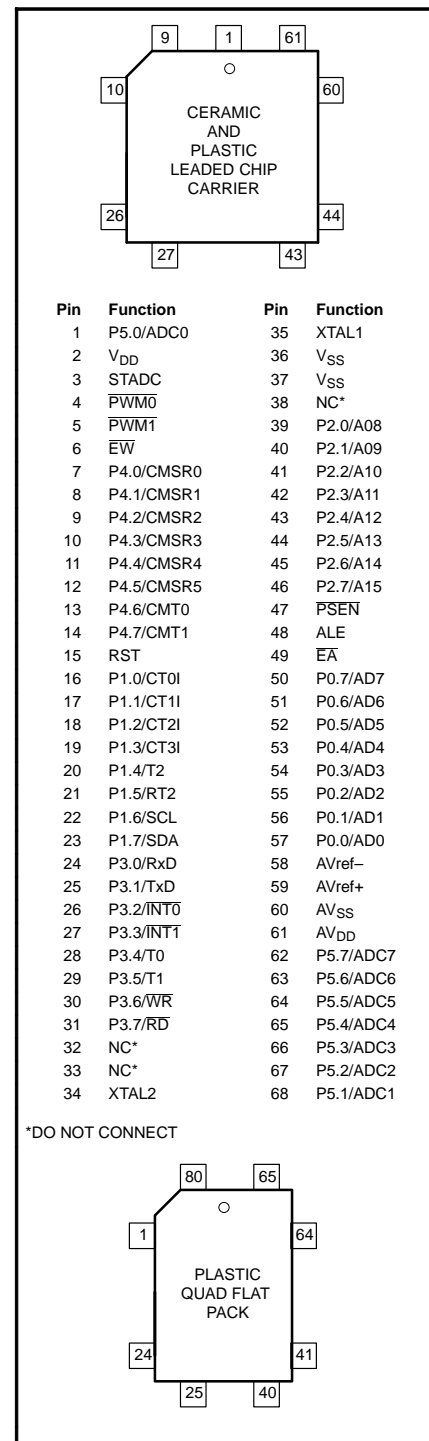 9 1 61
10 60
CERAMIC
AND
PLASTIC
LEADED CHIP
CARRIER
26 44
27 43
Pin Function Pin Function
1 P5.0/ADC0 35 XTAL1
2 VDD 36 VSS
3 STADC 37 VSS
4 P̅W̅M̅0̅ 38 NC*
5 P̅W̅M̅1̅ 39 P2.0/A08
6 E̅W̅ 40 P2.1/A09
7 P4.0/CMSR0 41 P2.2/A10
8 P4.1/CMSR1 42 P2.3/A11
9 P4.2/CMSR2 43 P2.4/A12
10 P4.3/CMSR3 44 P2.5/A13
11 P4.4/CMSR4 45 P2.6/A14
12 P4.5/CMSR5 46 P2.7/A15
13 P4.6/CMT0 47 P̅S̅E̅N̅
14 P4.7/CMT1 48 ALE
15 RST 49 E̅A̅
16 P1.0/CT0I 50 P0.7/AD7
17 P1.1/CT1I 51 P0.6/AD6
18 P1.2/CT2I 52 P0.5/AD5
19 P1.3/CT3I 53 P0.4/AD4
20 P1.4/T2 54 P0.3/AD3
21 P1.5/RT2 55 P0.2/AD2
22 P1.6/SCL 56 P0.1/AD1
23 P1.7/SDA 57 P0.0/AD0
24 P3.0/RxD 58 AVref–
25 P3.1/TxD 59 AVref+
26 P3.2/I̅N̅T̅0̅ 60 AVSS
27 P3.3/I̅N̅T̅1̅ 61 AVDD
28 P3.4/T0 62 P5.7/ADC7
29 P3.5/T1 63 P5.6/ADC6
30 P3.6/W̅R̅ 64 P5.5/ADC5
31 P3.7/R̅D̅ 65 P5.4/ADC4
32 NC* 66 P5.3/ADC3
33 NC* 67 P5.2/ADC2
34 XTAL2 68 P5.1/ADC1
*DO NOT CONNECT
80 65
1 64
PLASTIC
QUAD FLAT
PACK
24 41
25 40